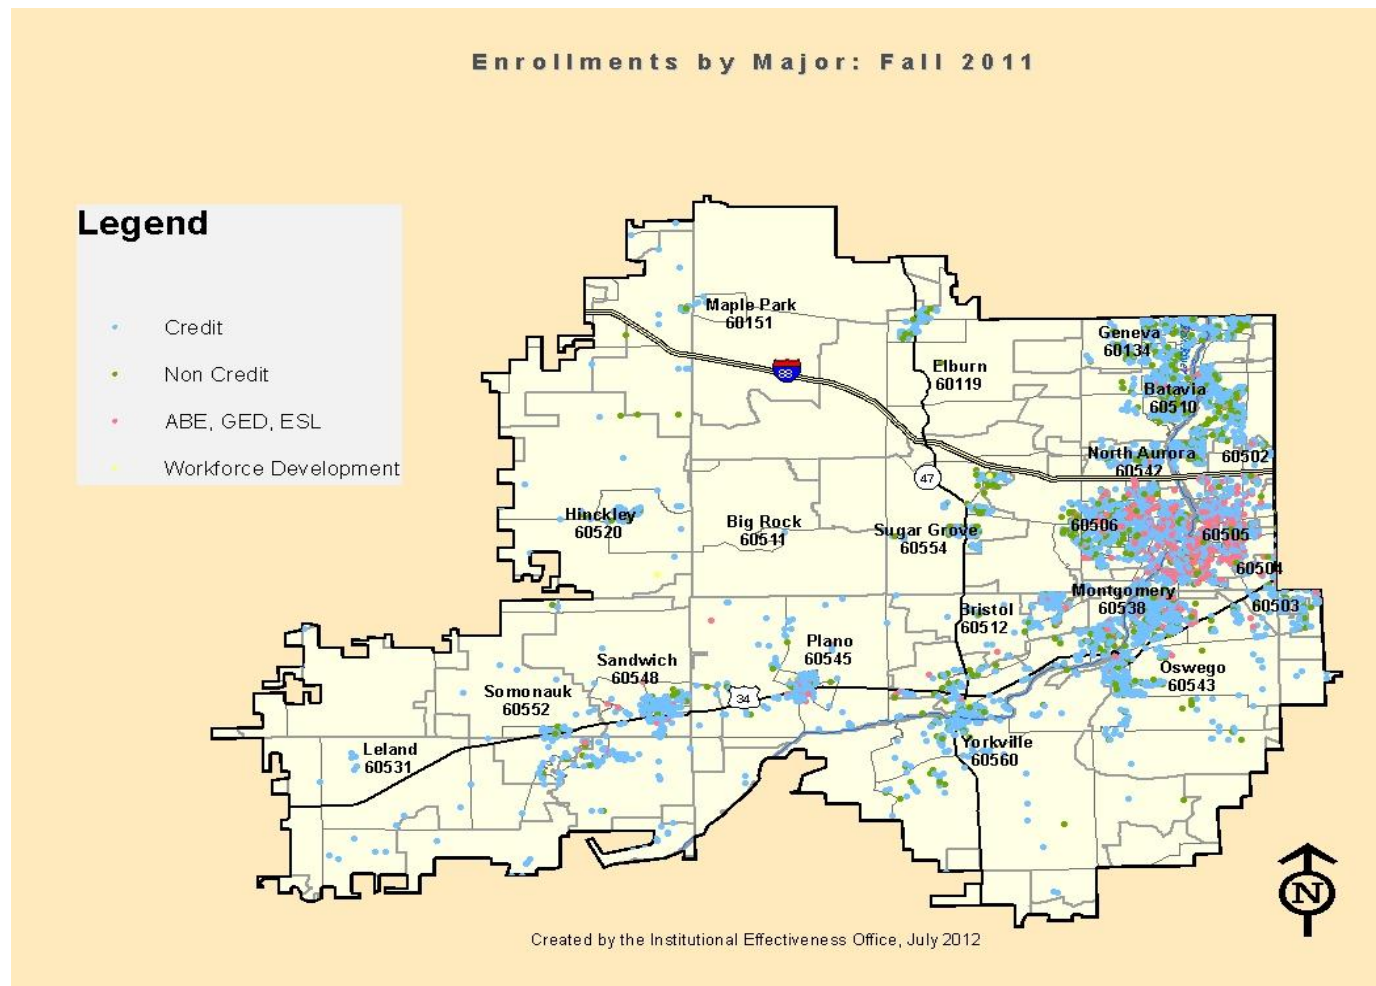 Enrollments by Major: Fall 2011
Legend
Credit
Non Credit
ABE, GED, ESL
Workforce Development
Maple Park
60151
88
Elburn
60119
Geneva
60134
Batavia
60510
North Aurora
60542
60502
47
Hinckley
60520
Big Rock
60511
Sugar Grove
60554
60506
60505
60504
Montgomery
60538
60503
Bristol
60512
Plano
60545
Sandwich
60548
Somonauk
60552
34
Oswego
60543
Leland
60531
Yorkville
60560
N
Created by the Institutional Effectiveness Office, July 2012